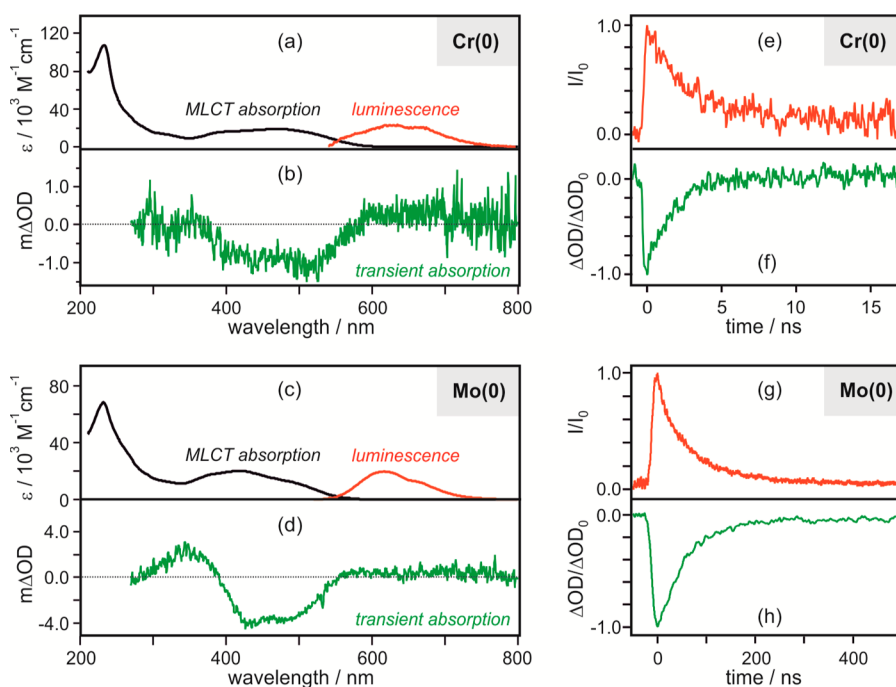 (a)
Cr(0)
120
80
40
0
ε / 10³ M⁻¹cm⁻¹
MLCT absorption
luminescence
(b)
1.0
0.0
-1.0
mΔOD
transient absorption
200
400
600
800
wavelength / nm
(e)
Cr(0)
1.0
0.0
I/I₀
0.0
-1.0
ΔOD/ΔOD₀
(f)
0
5
10
15
time / ns
(c)
Mo(0)
80
40
0
ε / 10³ M⁻¹cm⁻¹
MLCT absorption
luminescence
(d)
4.0
0.0
-4.0
mΔOD
transient absorption
200
400
600
800
wavelength / nm
(g)
Mo(0)
1.0
0.0
I/I₀
0.0
-1.0
ΔOD/ΔOD₀
(h)
0
200
400
time / ns